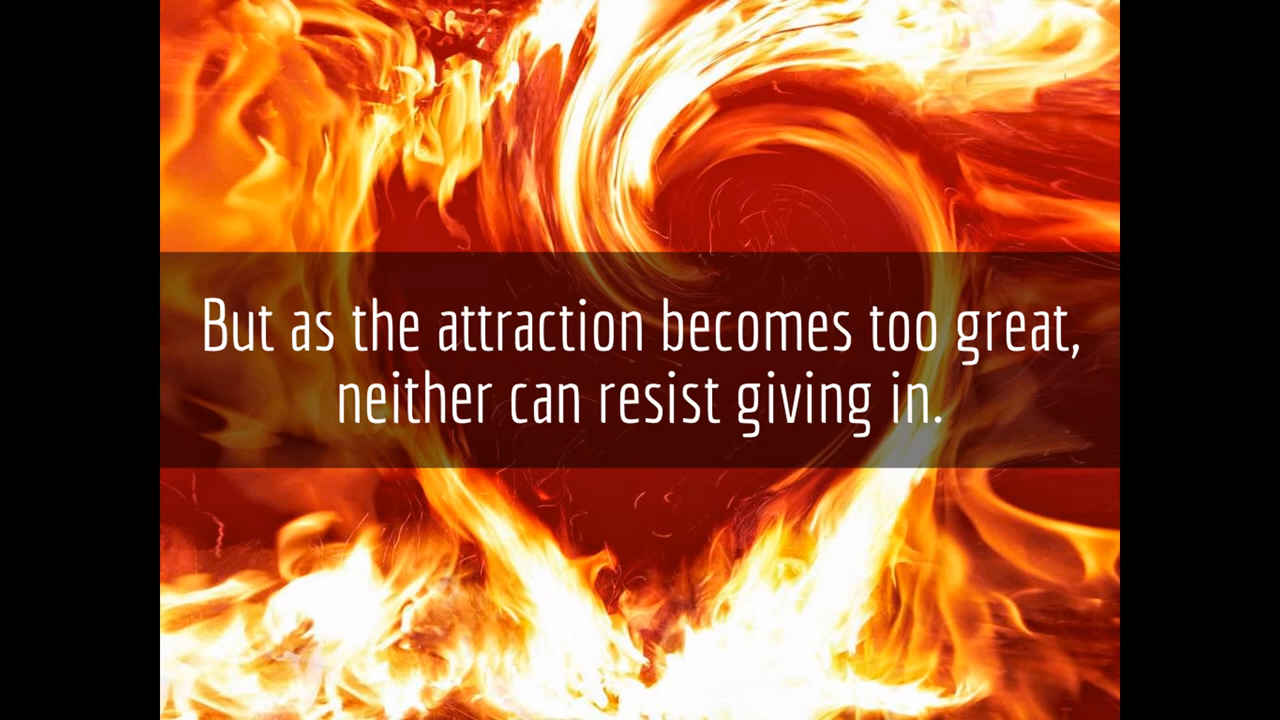 But as the attraction becomes too great,
neither can resist giving in.